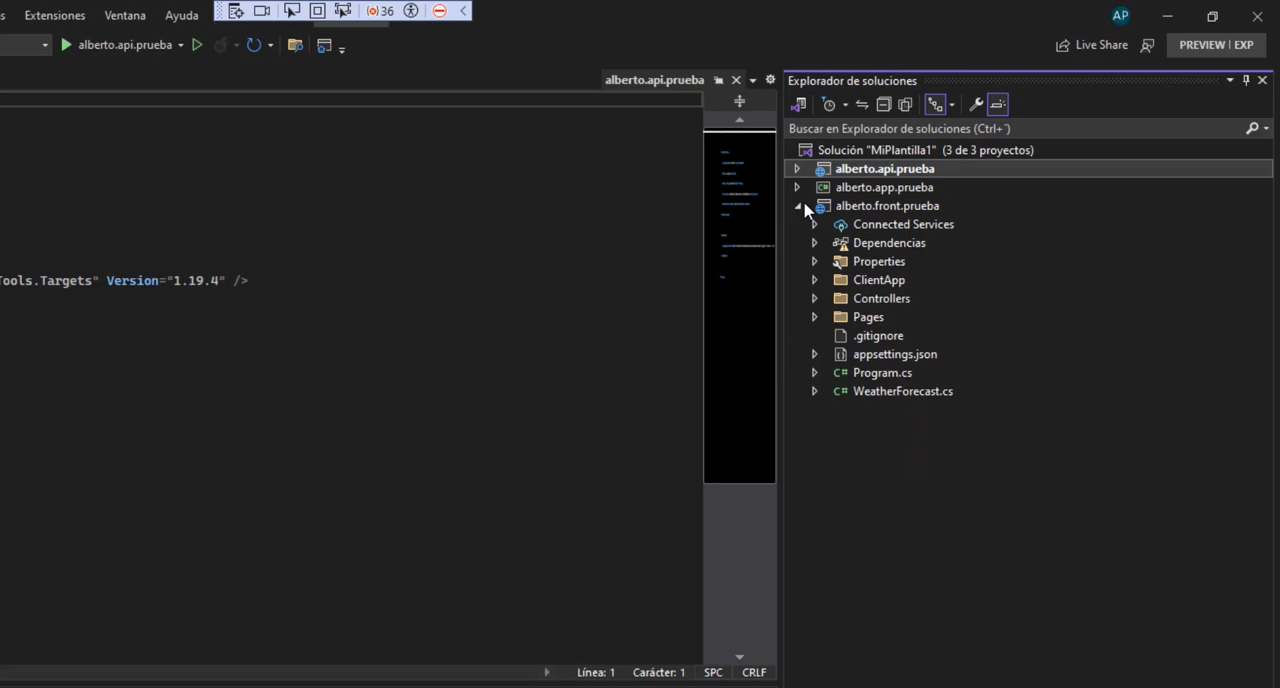 s Extensiones Ventana Ayuda
36
AP
alberto.api.prueba
Live Share
PREVIEW | EXP
alberto.api.prueba
Explorador de soluciones
Buscar en Explorador de soluciones (Ctrl+`)
Solución "MiPlantilla1" (3 de 3 proyectos)
alberto.api.prueba
alberto.app.prueba
alberto.front.prueba
Connected Services
Dependencias
Properties
ClientApp
Controllers
Pages
.gitignore
appsettings.json
C# Program.cs
C# WeatherForecast.cs
Tools.Targets" Version="1.19.4" />
Línea: 1 Carácter: 1 SPC CRLF